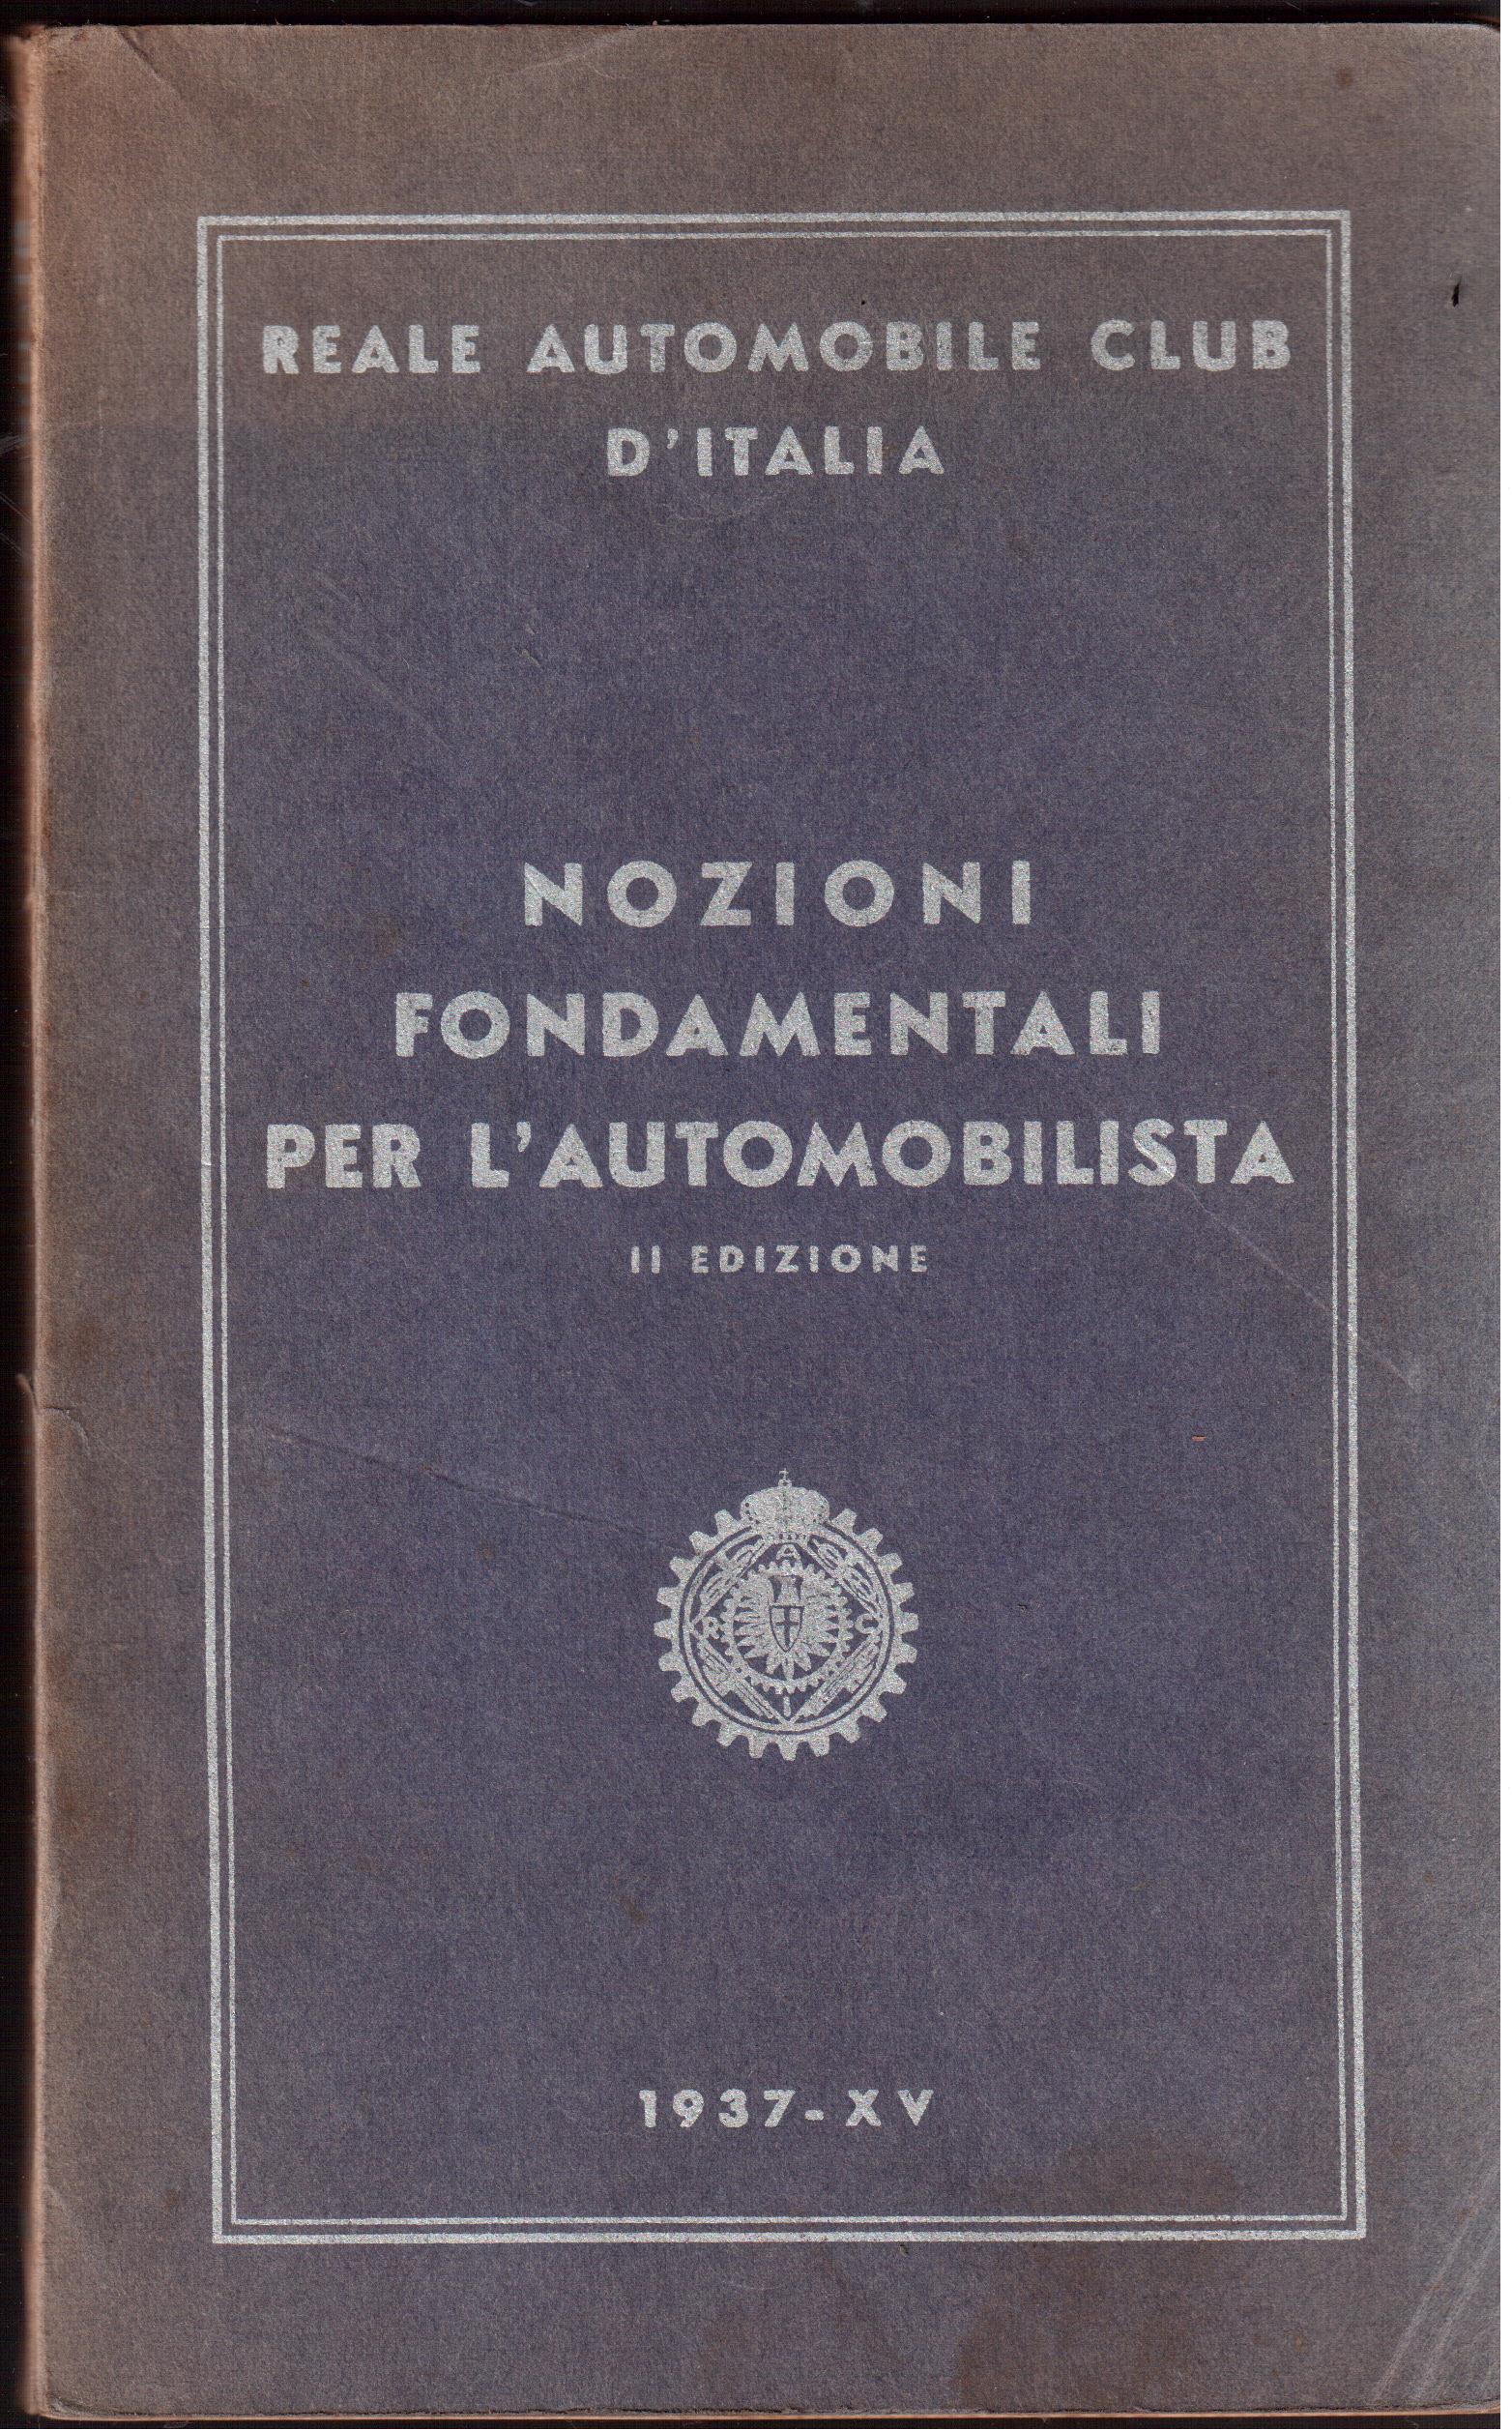 REALE AUTOMOBILE CLUB
D'ITALIA
NOZIONI
FONDAMENTALI
PER L'AUTOMOBILISTA
II EDIZIONE
A
R C
I
1937-XV